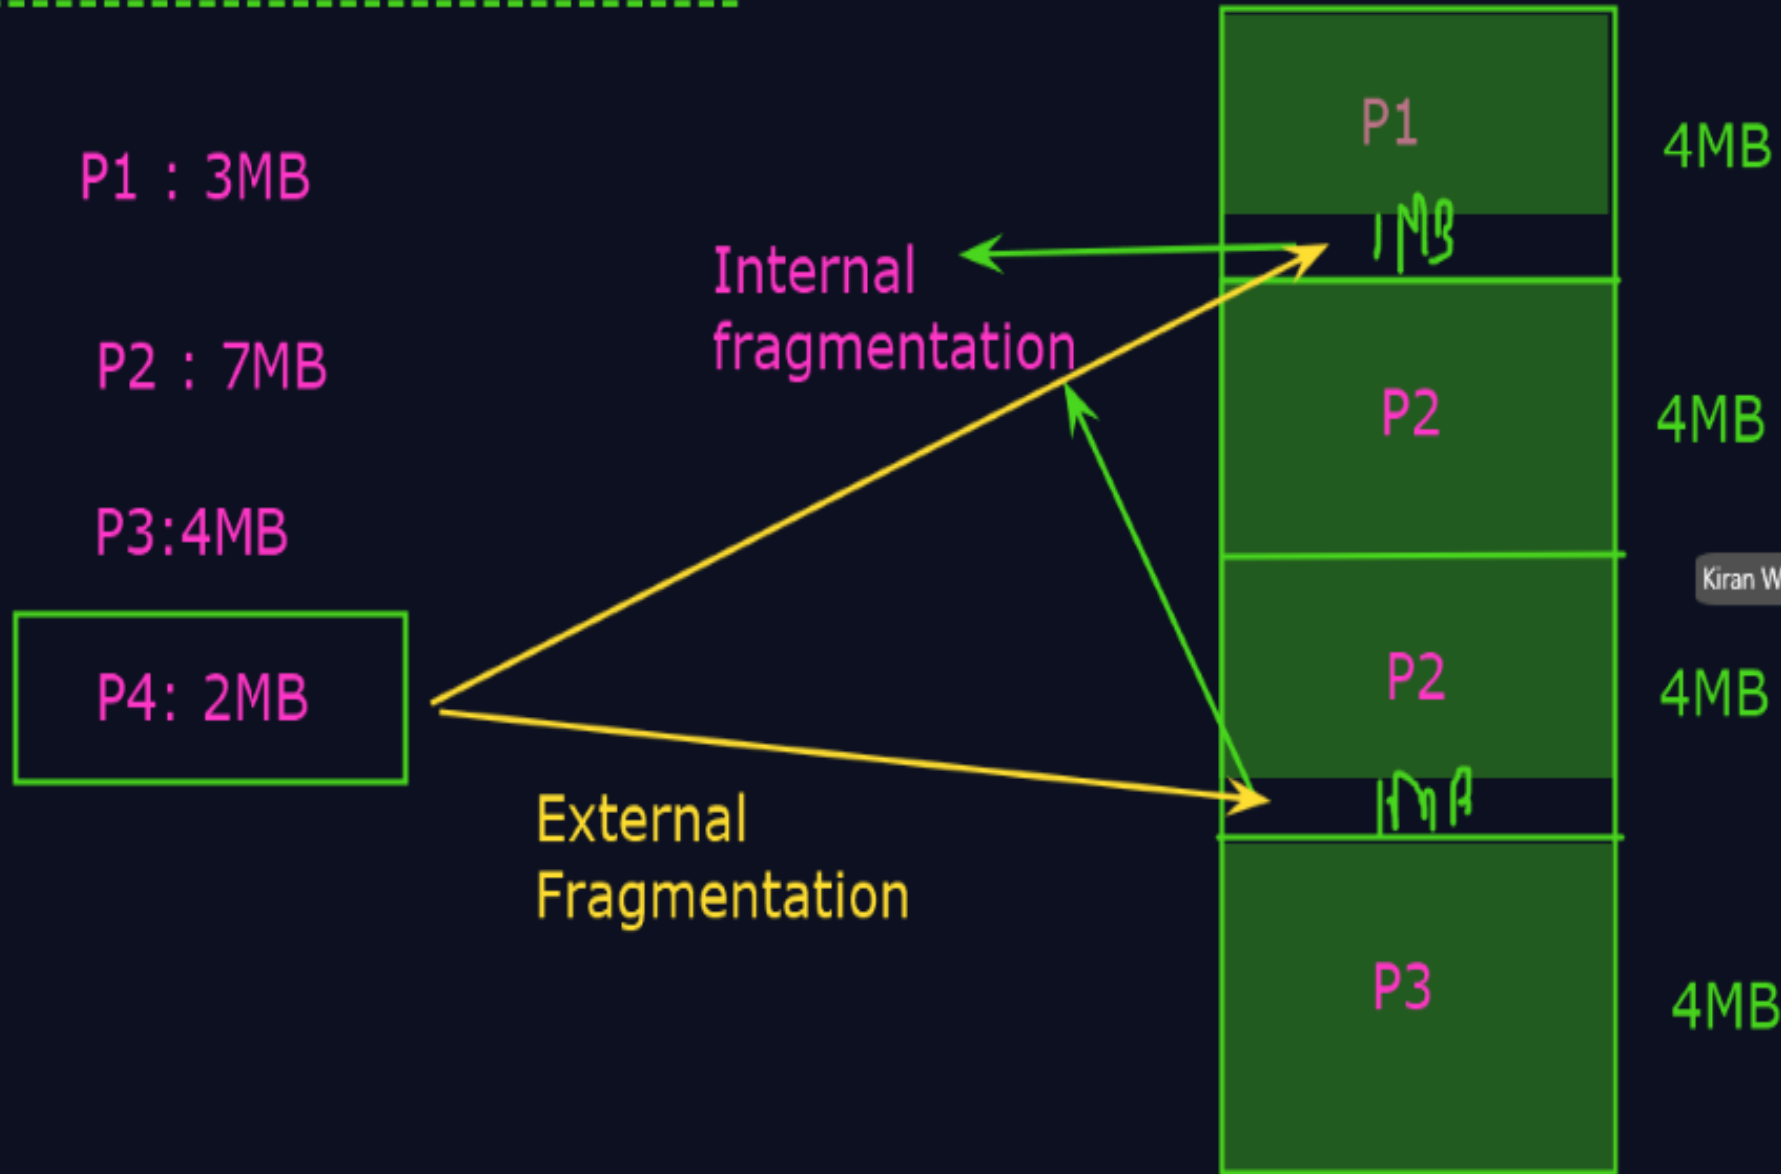 P1 : 3MB
P2 : 7MB
P3:4MB
P4: 2MB
Internal
fragmentation
External
Fragmentation
P1
4MB
1MB
P2
4MB
P2
4MB
P3
4MB
Kiran W